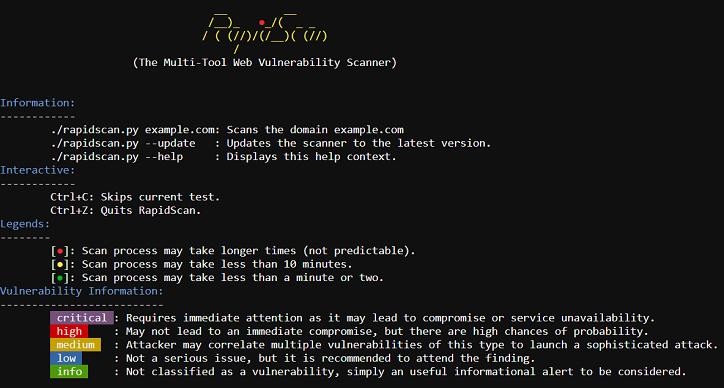 (The Multi-Tool Web Vulnerability Scanner)
Information:
------------
./rapidscan.py example.com: Scans the domain example.com
./rapidscan.py --update : Updates the scanner to the latest version.
./rapidscan.py --help : Displays this help context.
Interactive:
------------
Ctrl+C: Skips current test.
Ctrl+Z: Quits RapidScan.
Legends:
--------
[●]: Scan process may take longer times (not predictable).
[●]: Scan process may take less than 10 minutes.
[●]: Scan process may take less than a minute or two.
Vulnerability Information:
--------------------------
critical : Requires immediate attention as it may lead to compromise or service unavailability.
high : May not lead to an immediate compromise, but there are high chances of probability.
medium : Attacker may correlate multiple vulnerabilities of this type to launch a sophisticated attack.
low : Not a serious issue, but it is recommended to attend the finding.
info : Not classified as a vulnerability, simply an useful informational alert to be considered.